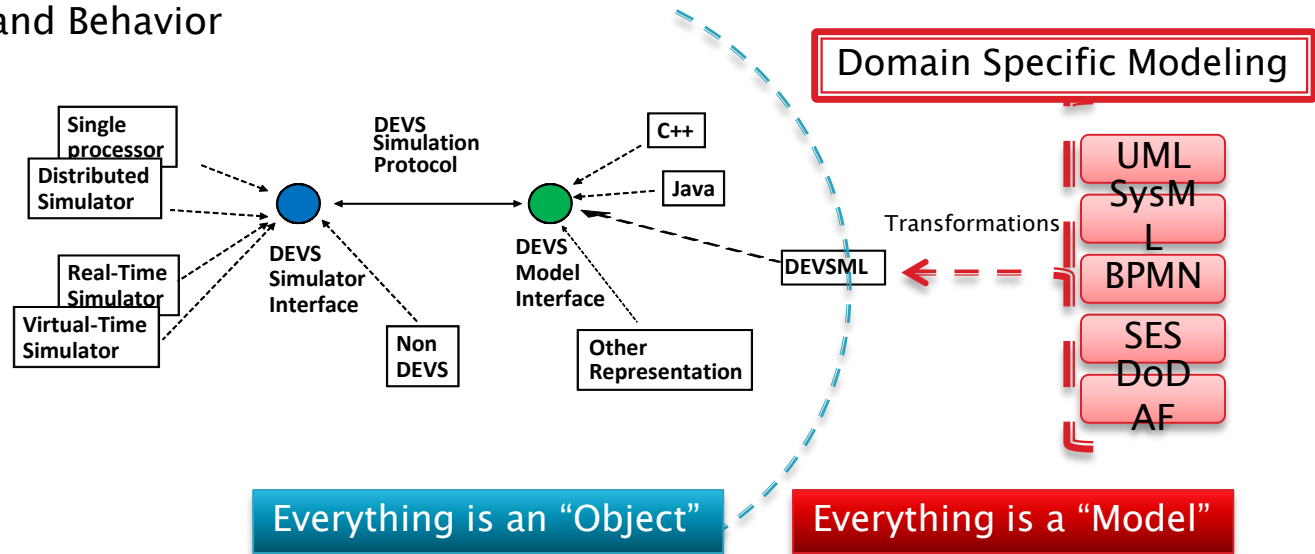 and Behavior
Domain Specific Modeling
Single
processor
Distributed
Simulator
Real-Time
Simulator
Virtual-Time
Simulator
DEVS
Simulator
Interface
DEVS
Simulation
Protocol
Non
DEVS
C++
Java
DEVS
Model
Interface
Other
Representation
DEVSML
Transformations
UML
SysM
L
BPMN
SES
DoD
AF
Everything is an “Object”
Everything is a “Model”